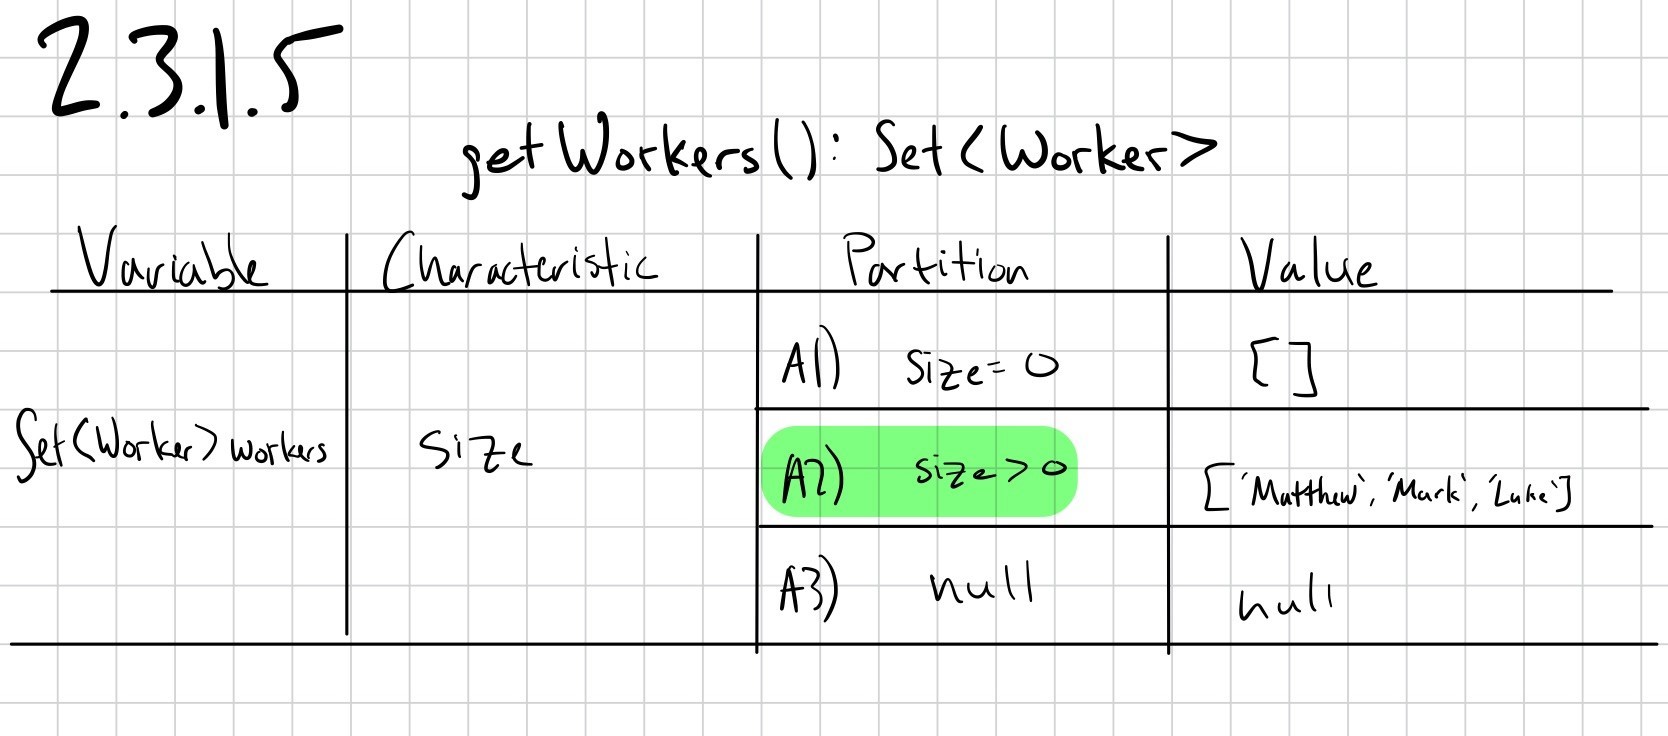 2.3.1.5
getWorkers(): Set<Worker>
Variable Characteristic Partition Value
A1) size=0 []
Set<Worker> workers size A2) size>0 ['Matthew', 'Mark', 'Luke']
A3) null null